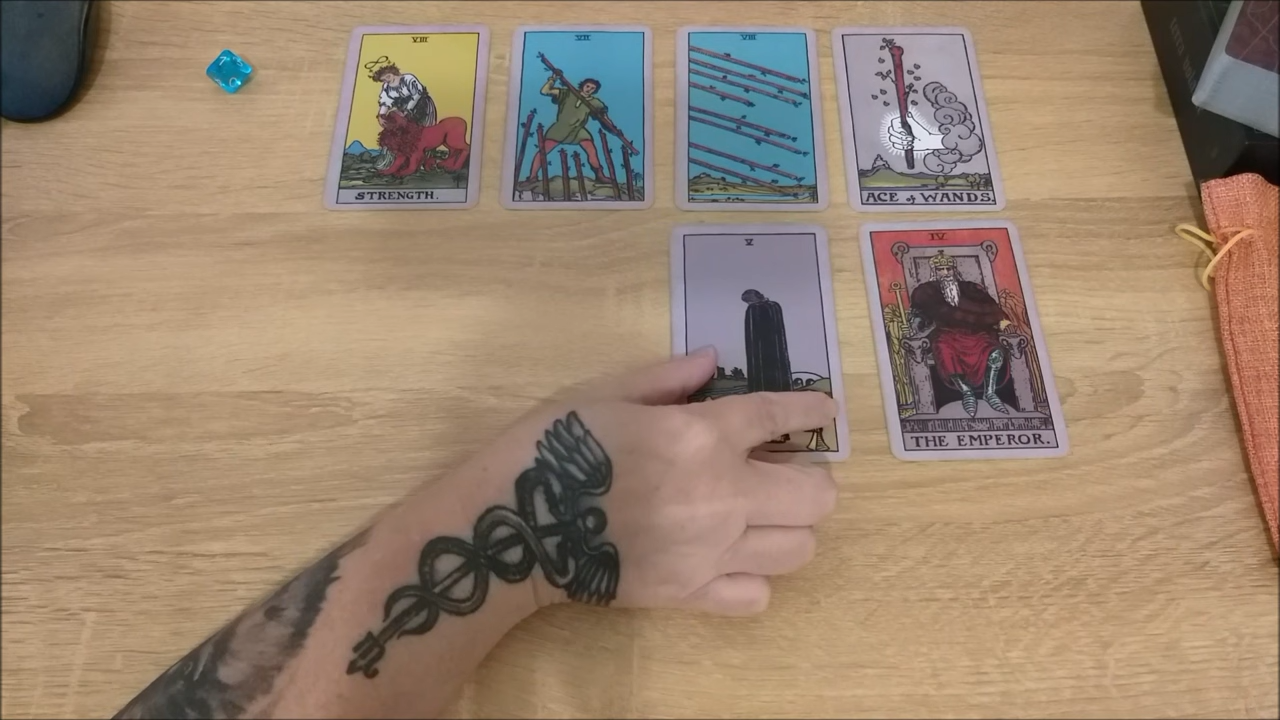 VIII
STRENGTH.
VII
VIII
ACE of WANDS.
V
IV
THE EMPEROR.